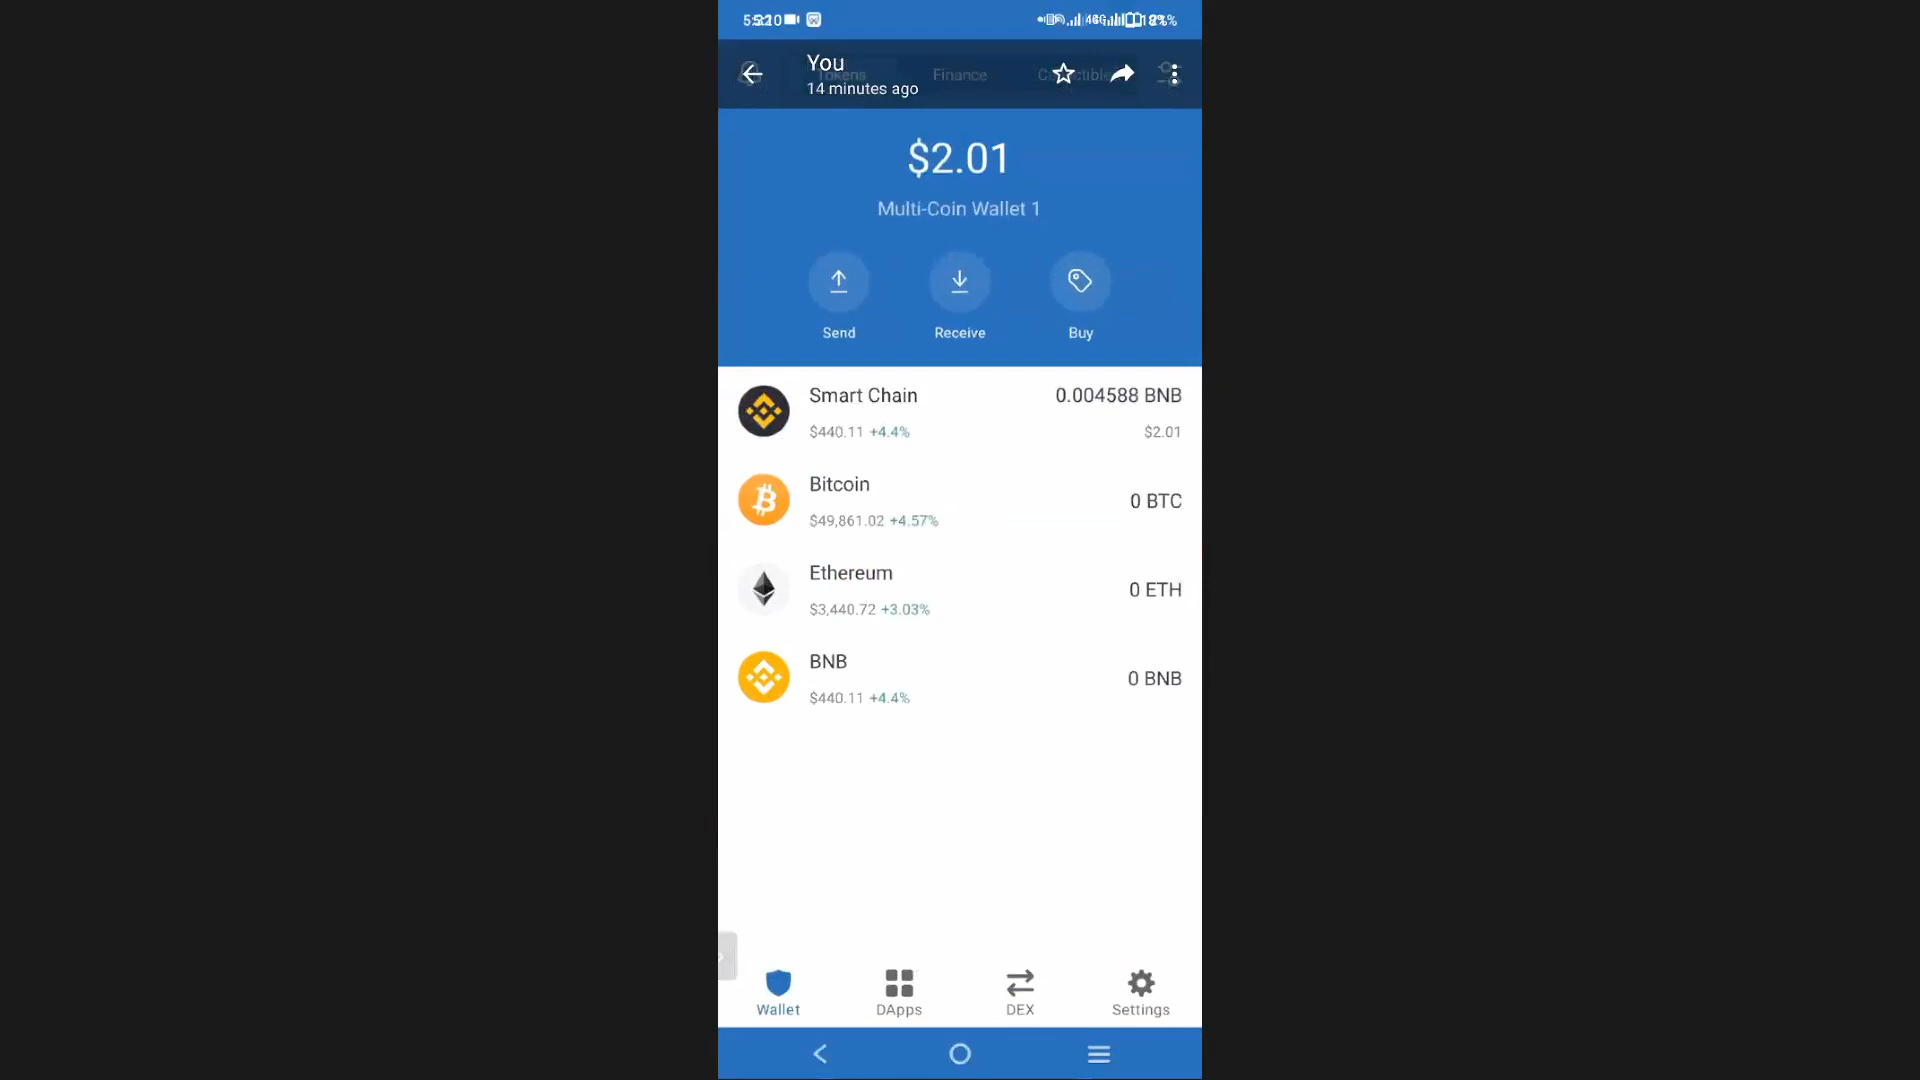 You
Tokens Finance
14 minutes ago
$2.01
Multi-Coin Wallet 1
Send Receive Buy
Smart Chain 0.004588 BNB
$440.11 +4.4% $2.01
Bitcoin
0 BTC
$49,861.02 +4.57%
Ethereum
0 ETH
$3,440.72 +3.03%
BNB
0 BNB
$440.11 +4.4%
Wallet DApps DEX Settings